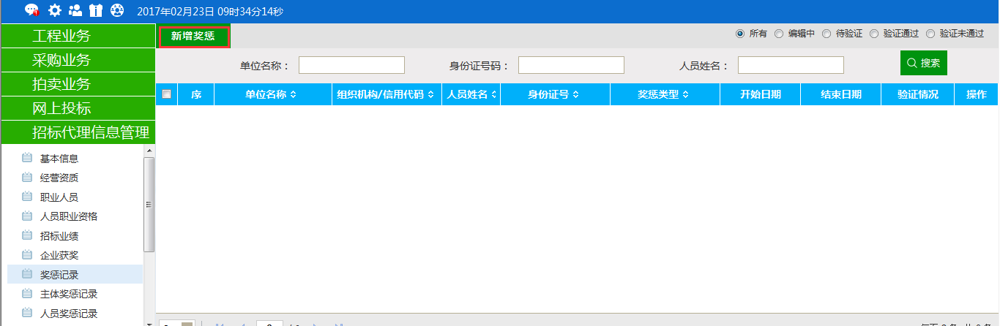 2017年02月23日 09时34分14秒
工程业务
采购业务
拍卖业务
网上投标
招标代理信息管理
基本信息
经营资质
职业人员
人员职业资格
招标业绩
企业获奖
奖惩记录
主体奖惩记录
人员奖惩记录
新增奖惩
所有 编辑中 待验证 验证通过 验证未通过
单位名称： 身份证号码： 人员姓名： 搜索
序 单位名称 组织机构/信用代码 人员姓名 身份证号 奖惩类型 开始日期 结束日期 验证情况 操作